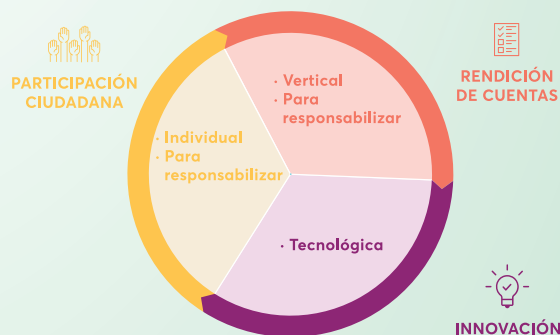 PARTICIPACIÓN
CIUDADANA
· Vertical
· Para
responsabilizar
RENDICIÓN
DE CUENTAS
· Individual
· Para
responsabilizar
· Tecnológica
INNOVACIÓN